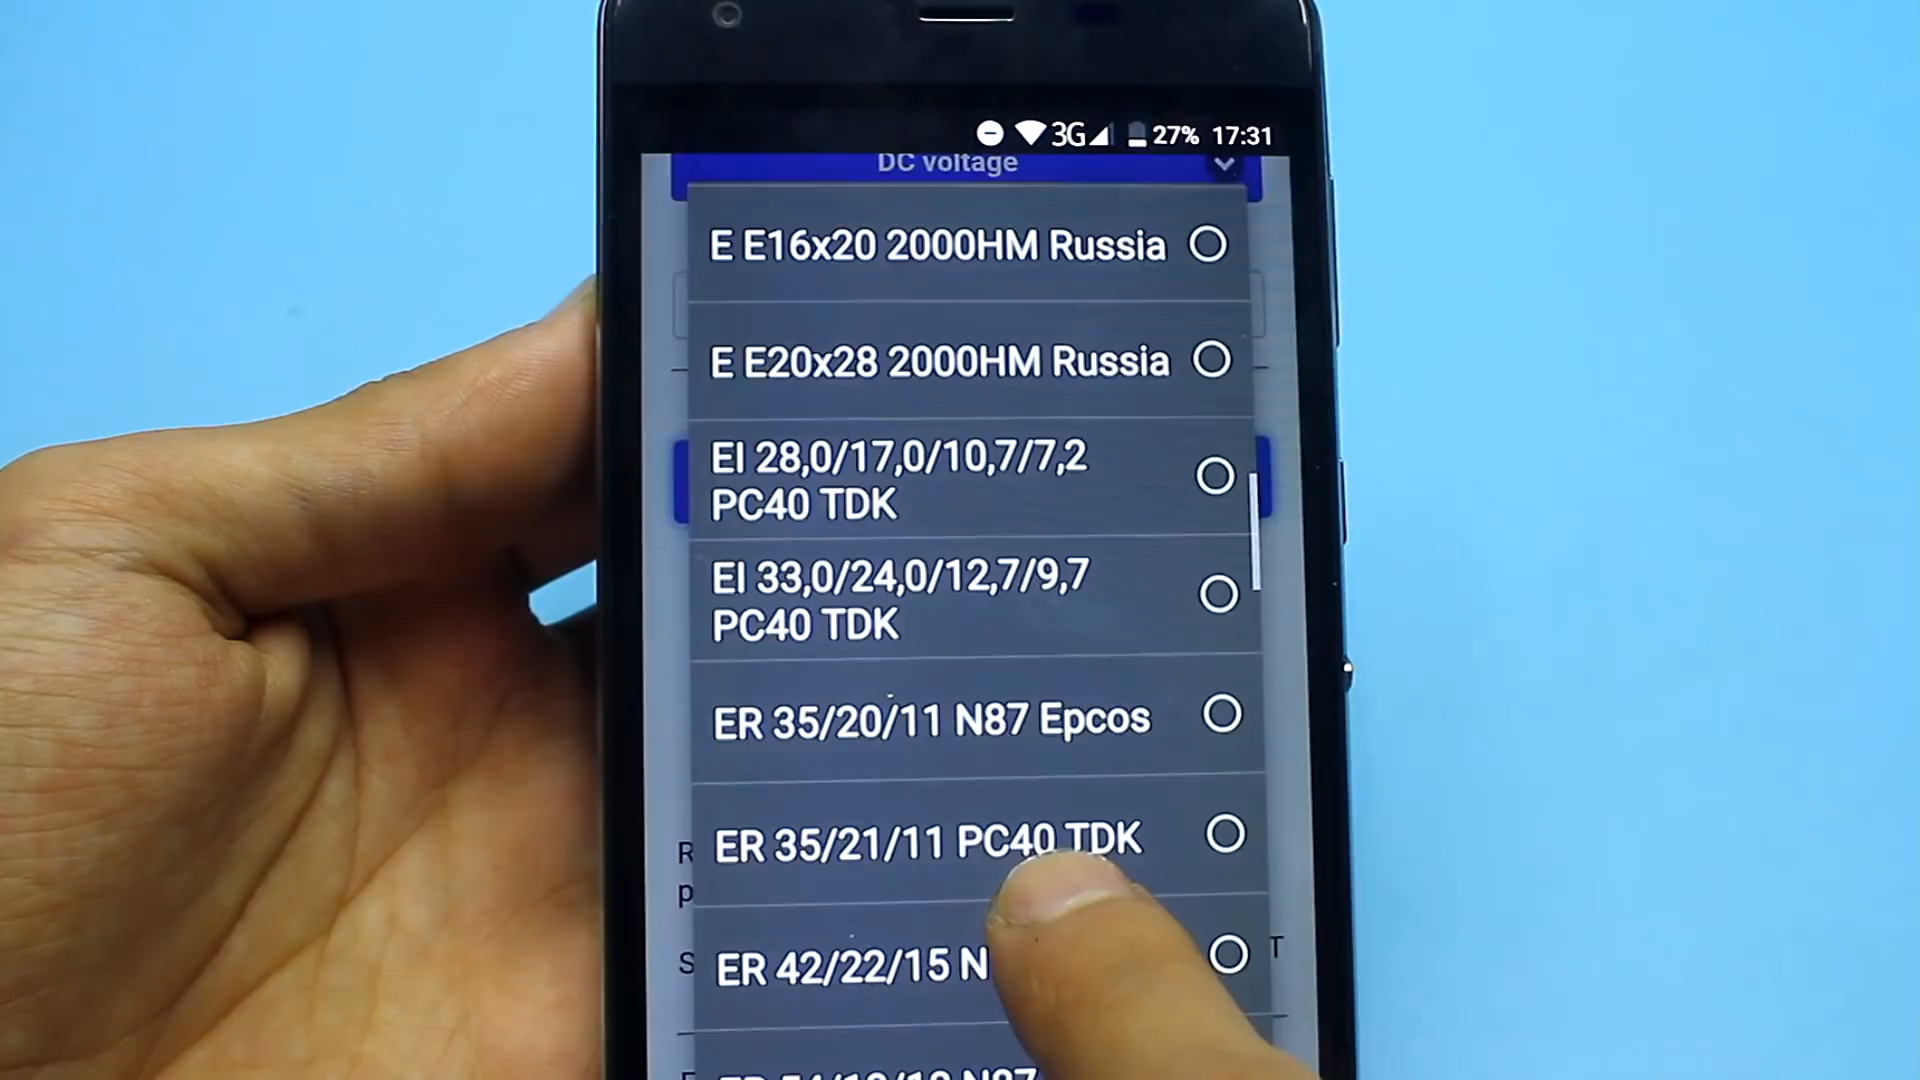 3G 27% 17:31
DC voltage
E E16x20 2000HM Russia
E E20x28 2000HM Russia
EI 28,0/17,0/10,7/7,2
PC40 TDK
EI 33,0/24,0/12,7/9,7
PC40 TDK
ER 35/20/11 N87 Epcos
R
ER 35/21/11 PC40 TDK
p
S ER 42/22/15 N T
N87